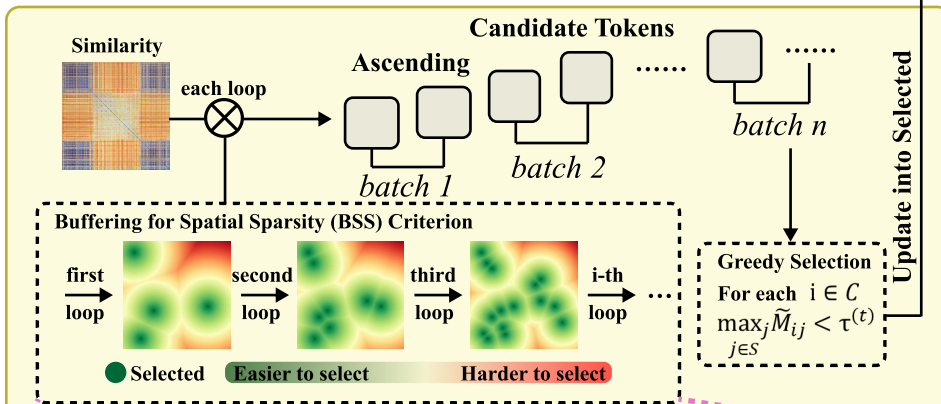 Similarity
each loop
Ascending
Candidate Tokens
......
......
batch 1
batch 2
batch n
Update into Selected
Buffering for Spatial Sparsity (BSS) Criterion
first
loop
second
loop
third
loop
i-th
loop
...
Selected
Easier to select
Harder to select
Greedy Selection
For each i ∈ C
max_j M̃_ij < τ^(t)
j∈S